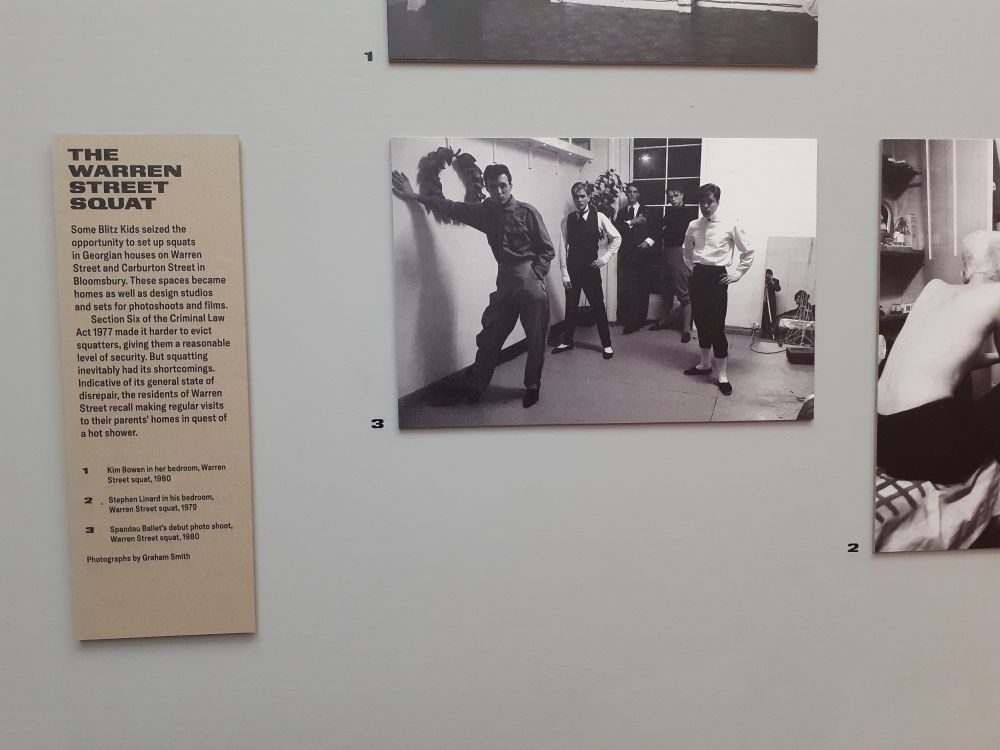 THE
WARREN
STREET
SQUAT
Some Blitz Kids seized the
opportunity to set up squats
in Georgian houses on Warren
Street and Carburton Street in
Bloomsbury. These spaces became
homes as well as design studios
and sets for photoshoots and films.
Section Six of the Criminal Law
Act 1977 made it harder to evict
squatters, giving them a reasonable
level of security. But squatting
inevitably had its shortcomings.
Indicative of its general state of
disrepair, the residents of Warren
Street recall making regular visits
to their parents' homes in quest of
a hot shower.
1 Kim Bowen in her bedroom, Warren
Street squat, 1980
2 Stephen Linard in his bedroom,
Warren Street squat, 1979
3 Spandau Ballet's debut photo shoot,
Warren Street squat, 1980
Photographs by Graham Smith
1
3
2